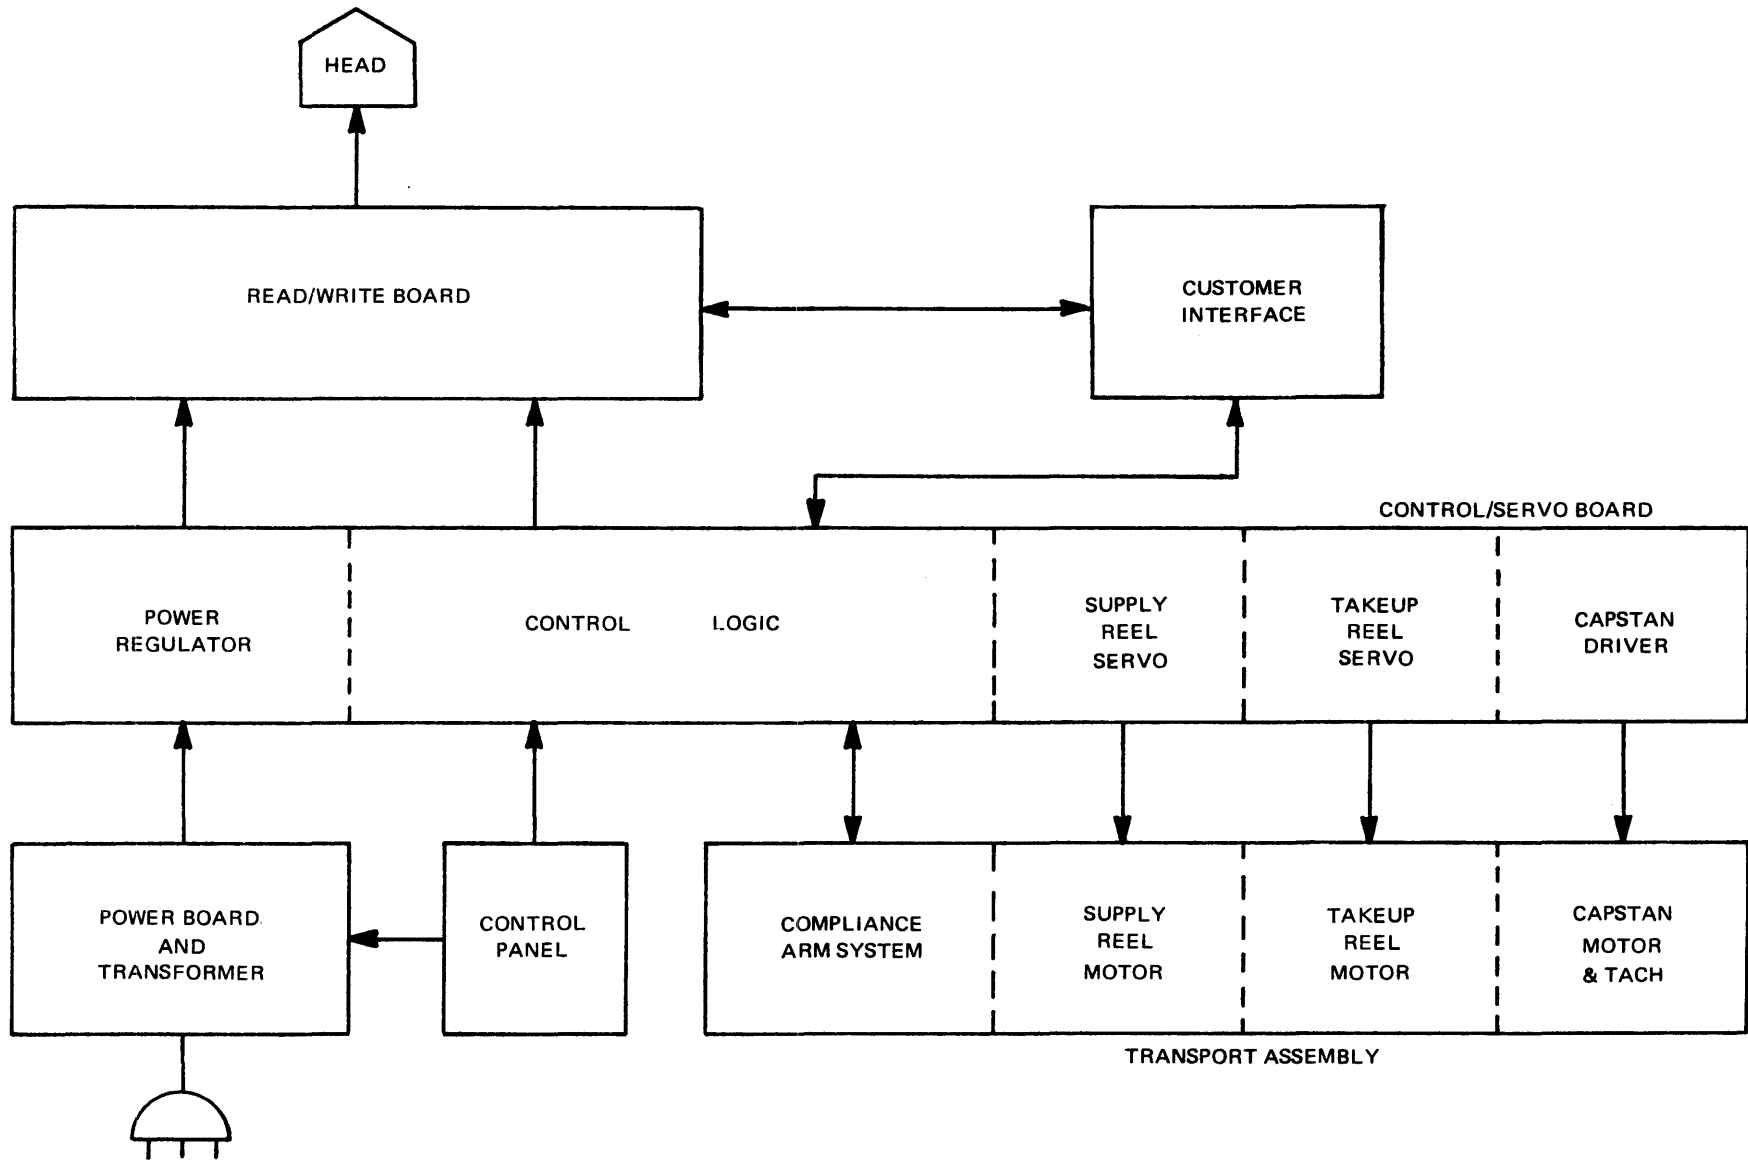 HEAD
READ/WRITE BOARD
CUSTOMER
INTERFACE
CONTROL/SERVO BOARD
POWER
REGULATOR
CONTROL LOGIC
SUPPLY
REEL
SERVO
TAKEUP
REEL
SERVO
CAPSTAN
DRIVER
POWER BOARD
AND
TRANSFORMER
CONTROL
PANEL
COMPLIANCE
ARM SYSTEM
SUPPLY
REEL
MOTOR
TAKEUP
REEL
MOTOR
CAPSTAN
MOTOR
& TACH
TRANSPORT ASSEMBLY